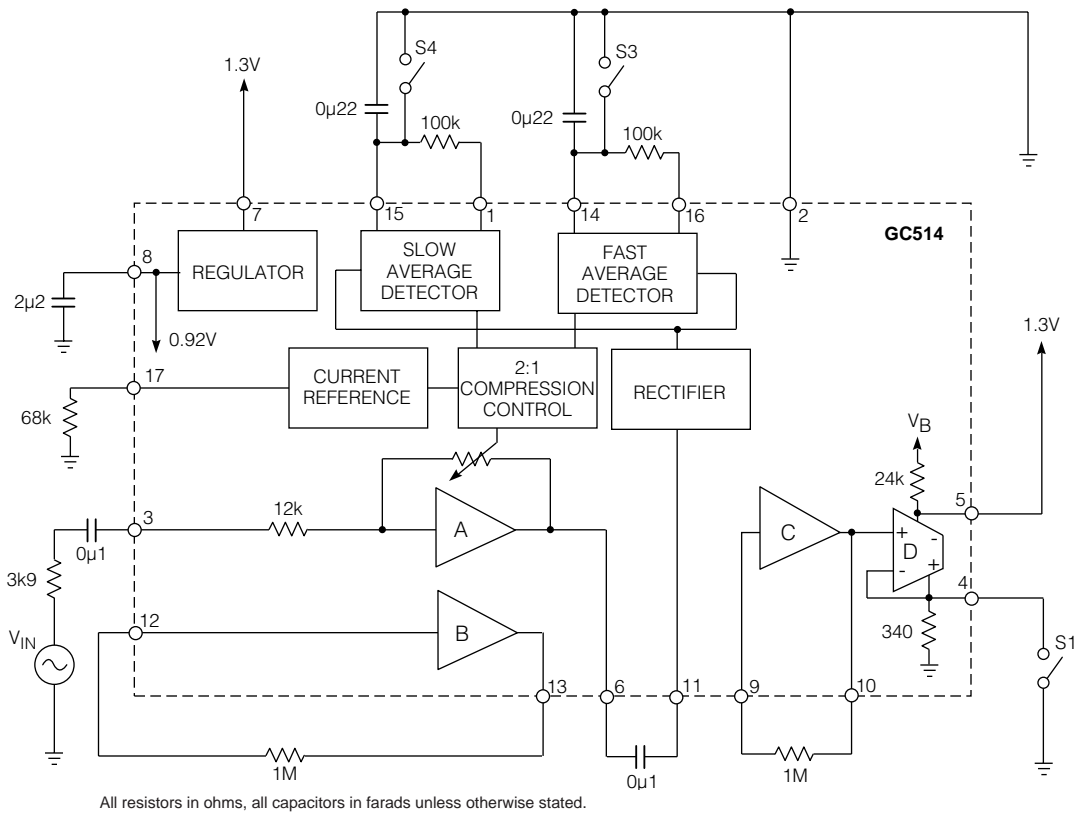 S4
S3
1.3V
0µ22
100k
0µ22
100k
7
15
1
14
16
2
GC514
8
REGULATOR
SLOW
AVERAGE
DETECTOR
FAST
AVERAGE
DETECTOR
2µ2
0.92V
1.3V
17
CURRENT
REFERENCE
2:1
COMPRESSION
CONTROL
RECTIFIER
68k
VB
24k
5
3
12k
A
C
+
-
D
-
+
0µ1
3k9
4
12
B
340
VIN
S1
13
6
11
9
10
1M
0µ1
1M
All resistors in ohms, all capacitors in farads unless otherwise stated.